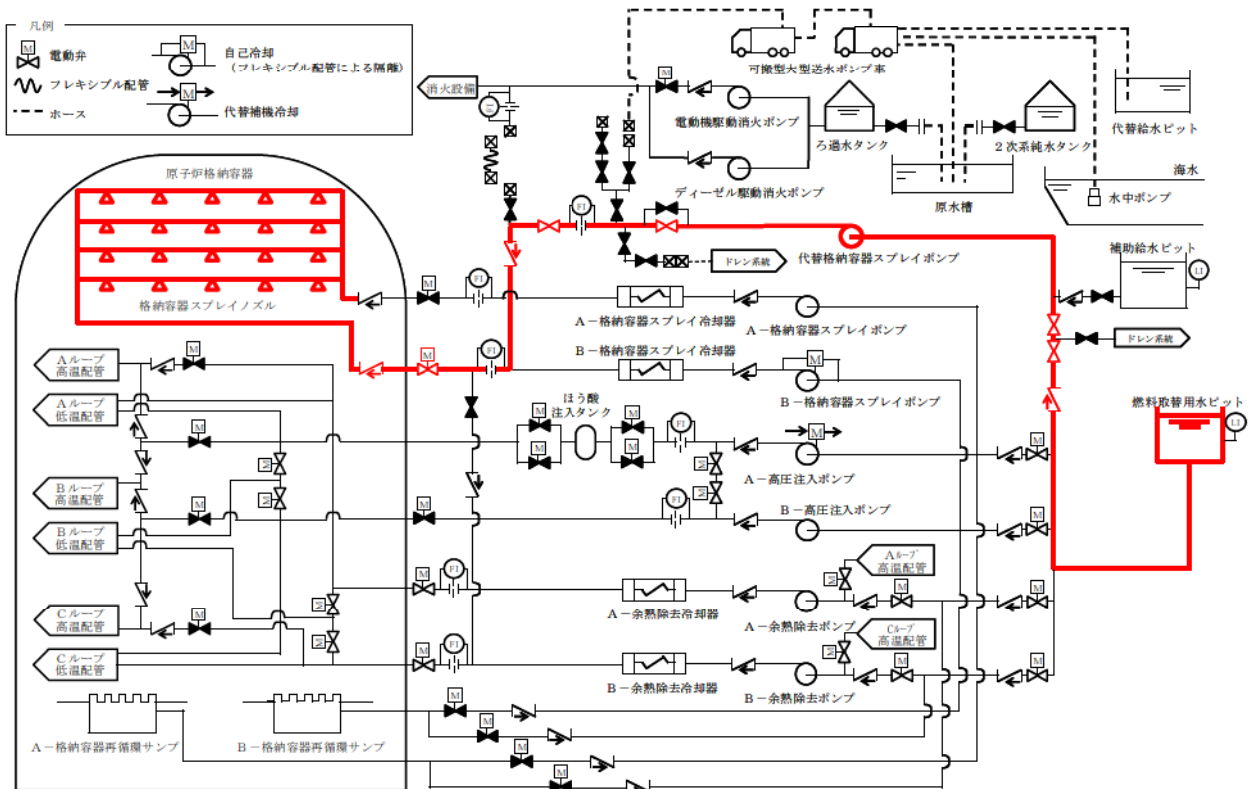 凡例
M
電動弁
M
自己冷却
(フレキシブル配管による隔離)
フレキシブル配管
ホース
M
代替補機冷却
消火設備
FI
M
電動機駆動消火ポンプ
ディーゼル駆動消火ポンプ
可搬型大型送水ポンプ車
ろ過水タンク
2次系純水タンク
代替給水ピット
原水槽
海水
水中ポンプ
原子炉格納容器
格納容器スプレイノズル
FI
代替格納容器スプレイポンプ
ドレン系統
補助給水ピット
LI
ドレン系統
M
FI
A-格納容器スプレイ冷却器
A-格納容器スプレイポンプ
M
FI
B-格納容器スプレイ冷却器
M
B-格納容器スプレイポンプ
燃料取替用水ピット
LI
Aループ
高温配管
M
Aループ
低温配管
M
ほう酸
注入タンク
M
M
M
M
FI
M
A-高圧注入ポンプ
M
M
M
Bループ
高温配管
M
M
M
FI
M
B-高圧注入ポンプ
M
Bループ
低温配管
M
FI
A-余熱除去冷却器
A-余熱除去ポンプ
M
Aループ
高温配管
M
M
M
Cループ
高温配管
M
M
Cループ
低温配管
M
FI
B-余熱除去冷却器
B-余熱除去ポンプ
M
Cループ
高温配管
M
M
A-格納容器再循環サンプ
B-格納容器再循環サンプ
M
M
M
M